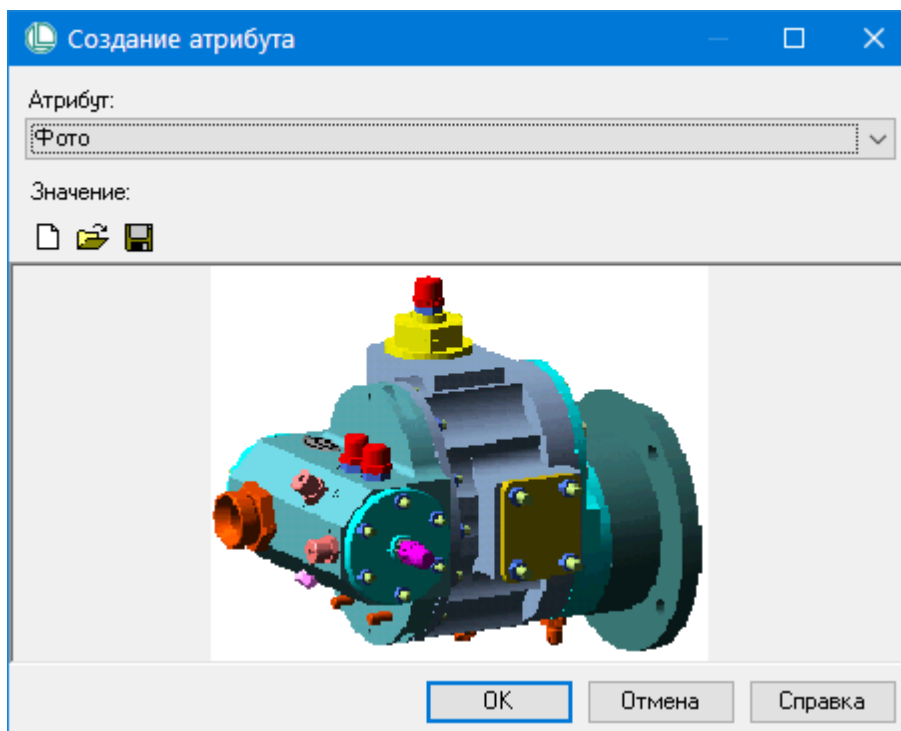 Создание атрибута
Атрибут:
Фото
Значение:
ОК
Отмена
Справка